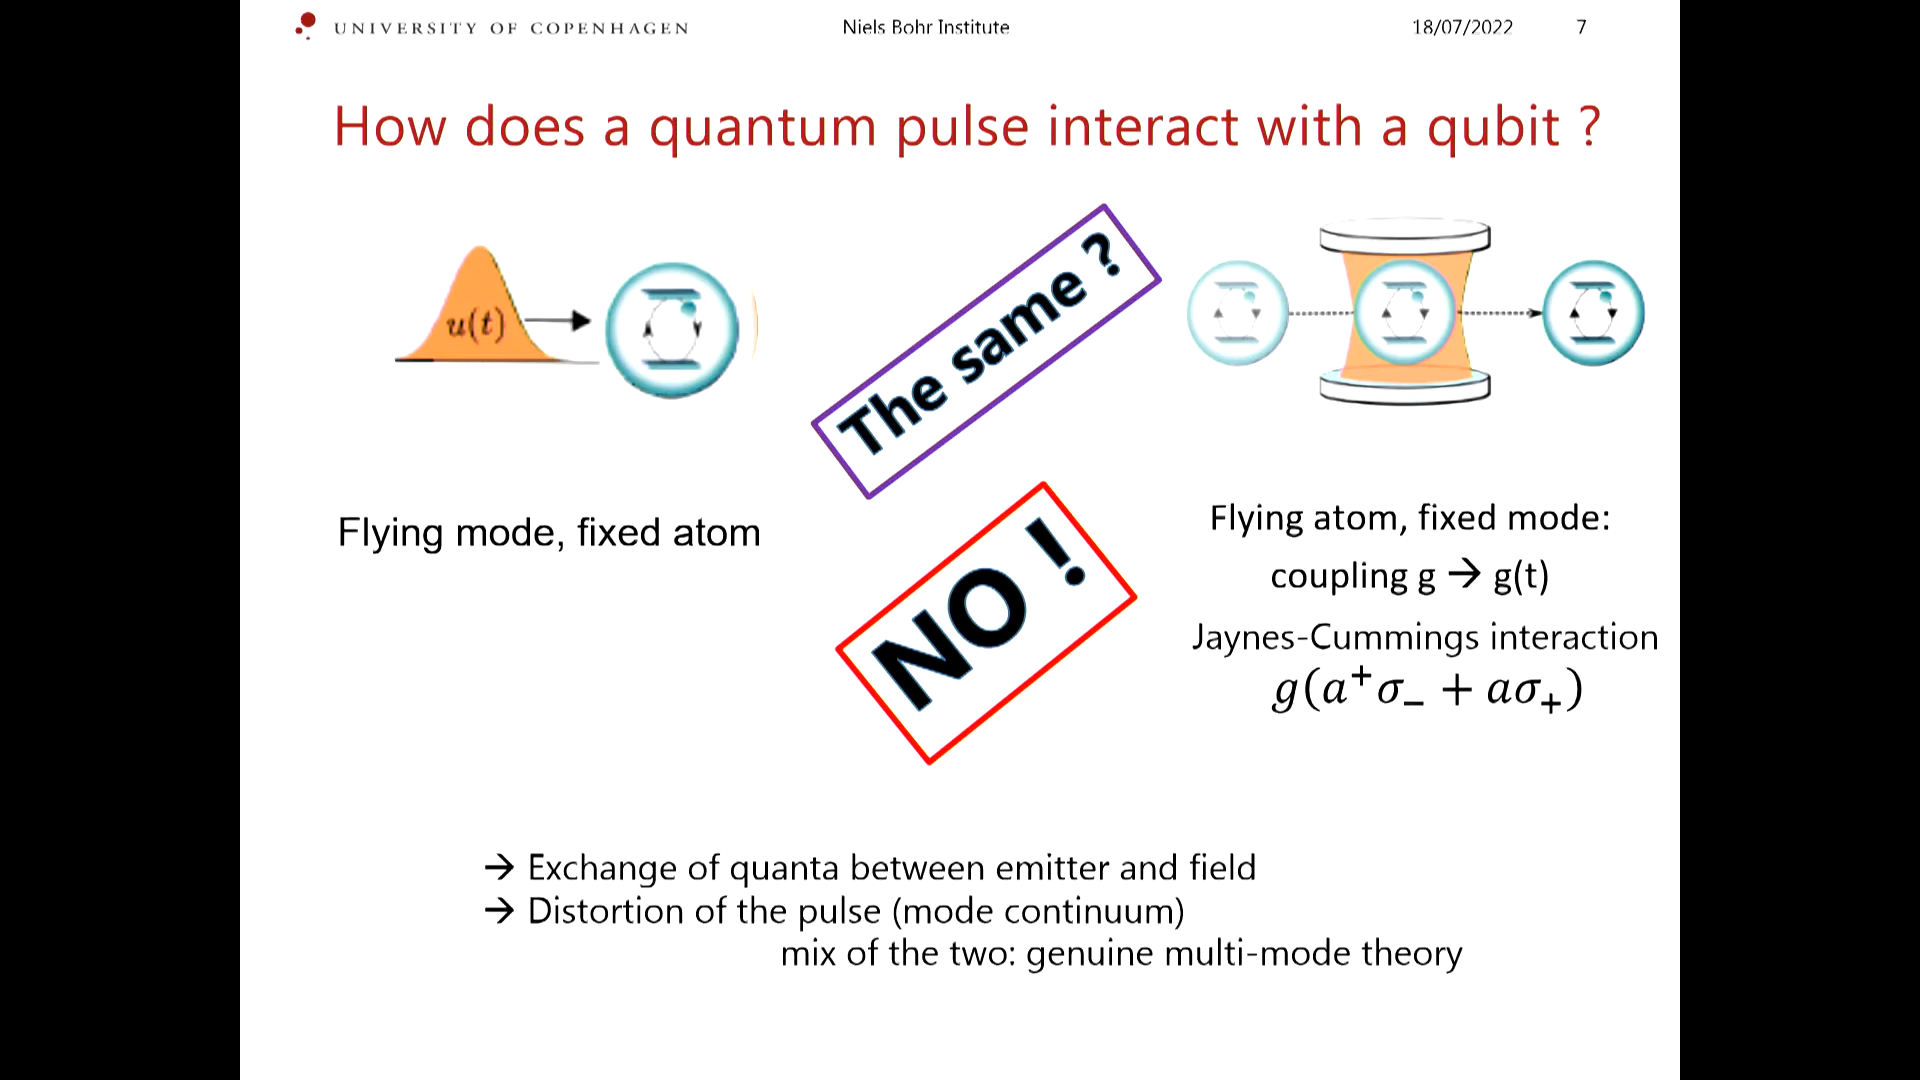 UNIVERSITY OF COPENHAGEN
Niels Bohr Institute
18/07/2022
7
How does a quantum pulse interact with a qubit ?
u(t)
The same ?
Flying mode, fixed atom
NO !
Flying atom, fixed mode:
coupling g → g(t)
Jaynes-Cummings interaction
g(a⁺σ₋ + aσ₊)
→ Exchange of quanta between emitter and field
→ Distortion of the pulse (mode continuum)
mix of the two: genuine multi-mode theory